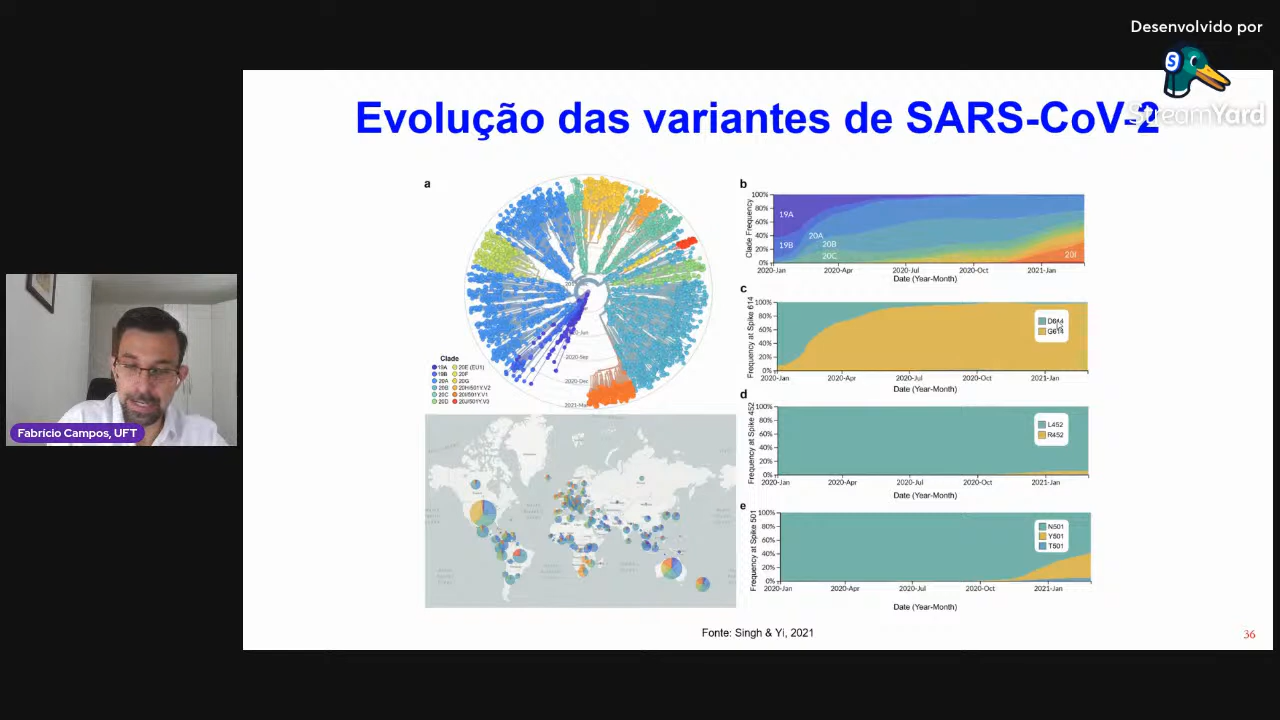 Desenvolvido por
StreamYard
Evolução das variantes de SARS-CoV-2
a
2020-Sep
2020-Dec
Clade
19A
19B
20A
20B
20C
20D
20E (EU1)
20F
20G
20H/501Y.V2
20I/501Y.V1
20J/501Y.V3
b
Clade Frequency
100%
80%
60%
40%
20%
0%
19A
19B
20A
20B
20C
20I
2020-Jan
2020-Apr
2020-Jul
2020-Oct
2021-Jan
Date (Year-Month)
c
Frequency at Spike 614
100%
80%
60%
40%
20%
0%
D614
G614
2020-Jan
2020-Apr
2020-Jul
2020-Oct
2021-Jan
Date (Year-Month)
d
Frequency at Spike 452
100%
80%
60%
40%
20%
0%
L452
R452
2020-Jan
2020-Apr
2020-Jul
2020-Oct
2021-Jan
Date (Year-Month)
e
Frequency at Spike 501
100%
80%
60%
40%
20%
0%
N501
Y501
T501
2020-Jan
2020-Apr
2020-Jul
2020-Oct
2021-Jan
Date (Year-Month)
Fonte: Singh & Yi, 2021
36
Fabrício Campos, UFT